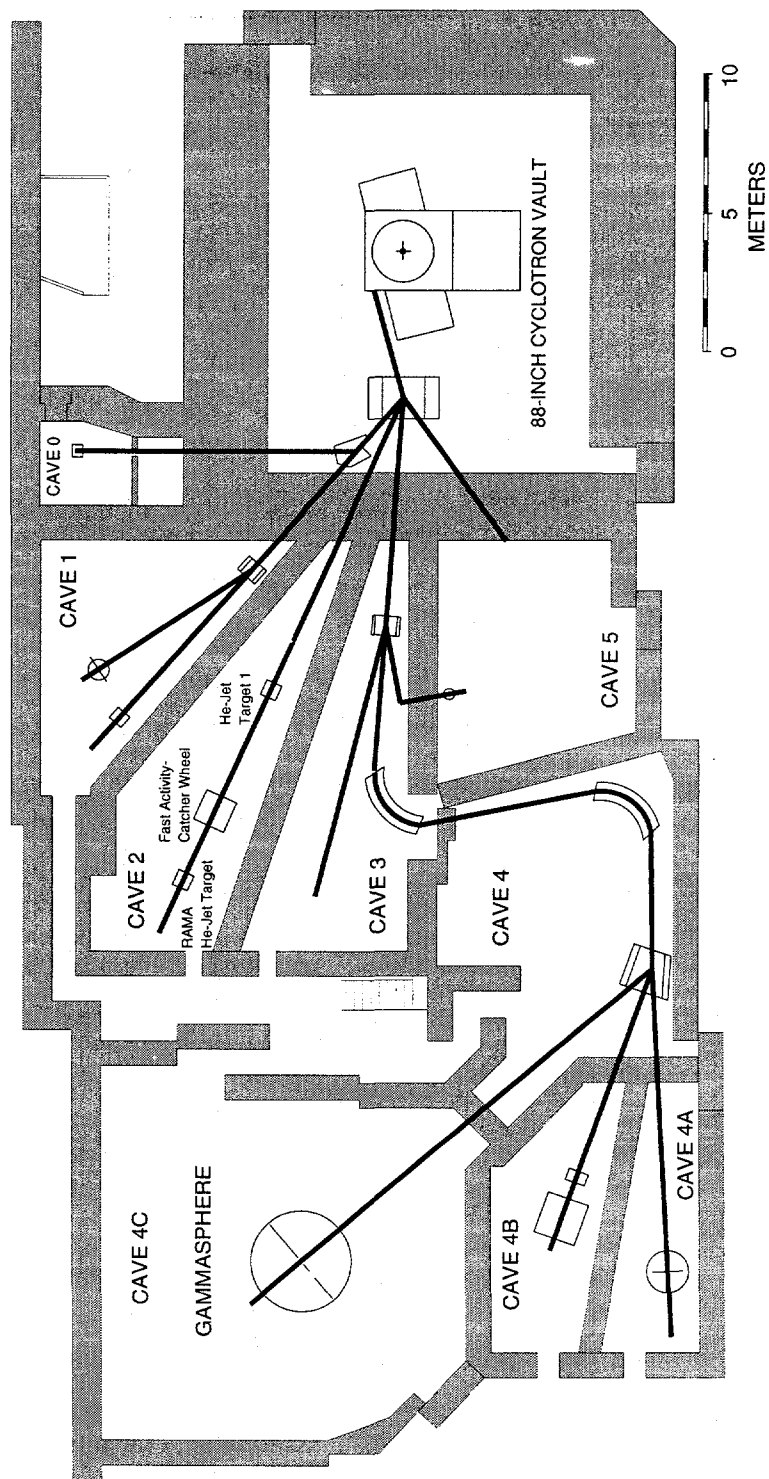 CAVE 0
CAVE 1
CAVE 2
RAMA
He-Jet Target
Fast Activity-
Catcher Wheel
He-Jet
Target 1
CAVE 3
CAVE 4
CAVE 5
88-INCH CYCLOTRON VAULT
CAVE 4C
GAMMASPHERE
CAVE 4B
CAVE 4A
0
5
10
METERS